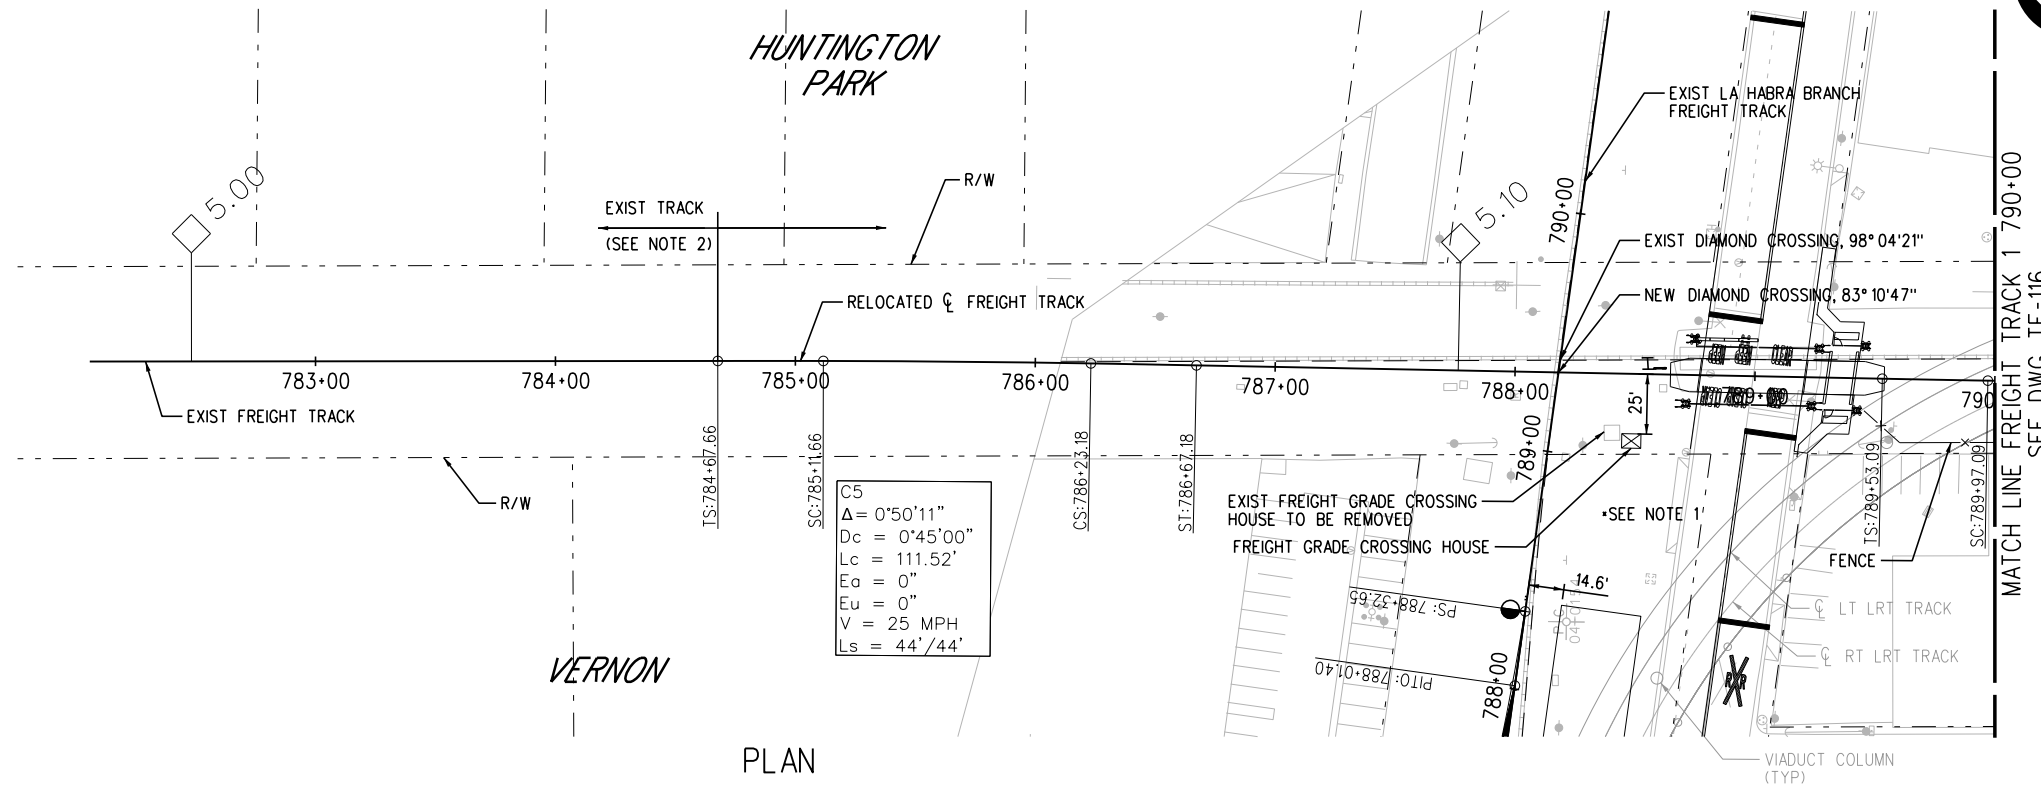 HUNTINGTON
PARK
5.00
EXIST TRACK
(SEE NOTE 2)
R/W
RELOCATED ℄ FREIGHT TRACK
5.10
790+00
EXIST LA HABRA BRANCH
FREIGHT TRACK
EXIST DIAMOND CROSSING, 98° 04'21"
NEW DIAMOND CROSSING, 83° 10'47"
783+00
784+00
785+00
786+00
787+00
788+00
789+00
790
EXIST FREIGHT TRACK
R/W
TS:784+67.66
SC:785+11.66
CS:786+23.18
ST:786+67.18
C5
Δ= 0°50'11"
Dc = 0°45'00"
Lc = 111.52'
Ea = 0"
Eu = 0"
V = 25 MPH
Ls = 44'/44'
25'
789+00
EXIST FREIGHT GRADE CROSSING
HOUSE TO BE REMOVED
FREIGHT GRADE CROSSING HOUSE
*SEE NOTE 1
TS:789+53.09
SC:789+97.09
FENCE
14.6'
PS: 788+32.65
PITO: 788+01.40
788+00
℄ LT LRT TRACK
℄ RT LRT TRACK
RXR
VIADUCT COLUMN
(TYP)
VERNON
PLAN
MATCH LINE FREIGHT TRACK 1 790+00
SEE DWG. TF-116